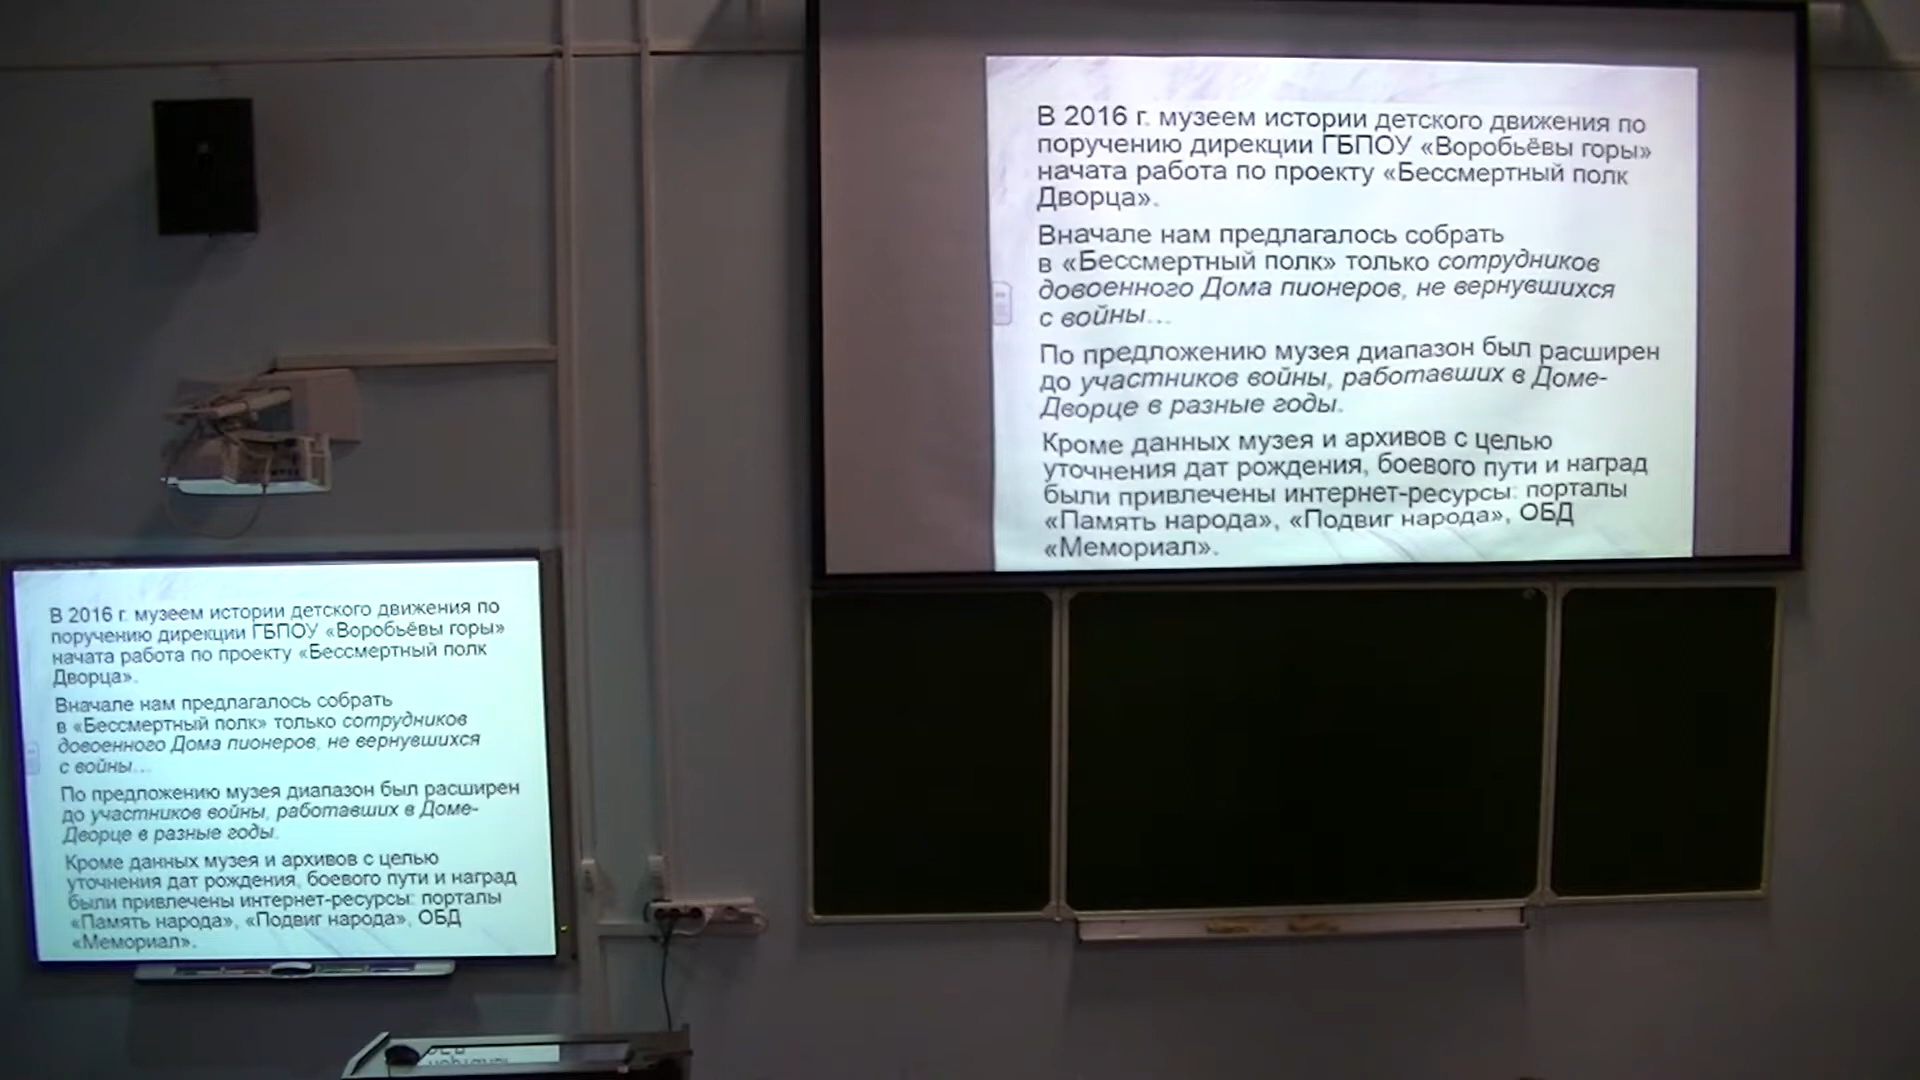 В 2016 г. музеем истории детского движения по
поручению дирекции ГБПОУ «Воробьёвы горы»
начата работа по проекту «Бессмертный полк
Дворца».
Вначале нам предлагалось собрать
в «Бессмертный полк» только сотрудников
довоенного Дома пионеров, не вернувшихся
с войны...
По предложению музея диапазон был расширен
до участников войны, работавших в Доме-
Дворце в разные годы.
Кроме данных музея и архивов с целью
уточнения дат рождения, боевого пути и наград
были привлечены интернет-ресурсы: порталы
«Память народа», «Подвиг народа», ОБД
«Мемориал».
В 2016 г. музеем истории детского движения по
поручению дирекции ГБПОУ «Воробьёвы горы»
начата работа по проекту «Бессмертный полк
Дворца».
Вначале нам предлагалось собрать
в «Бессмертный полк» только сотрудников
довоенного Дома пионеров, не вернувшихся
с войны...
По предложению музея диапазон был расширен
до участников войны, работавших в Доме-
Дворце в разные годы.
Кроме данных музея и архивов с целью
уточнения дат рождения, боевого пути и наград
были привлечены интернет-ресурсы: порталы
«Память народа», «Подвиг народа», ОБД
«Мемориал».